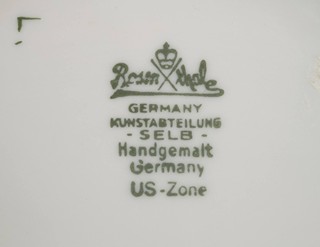 Rosenthal
GERMANY
KUNSTABTEILUNG
- SELB -
Handgemalt
Germany
US-Zone